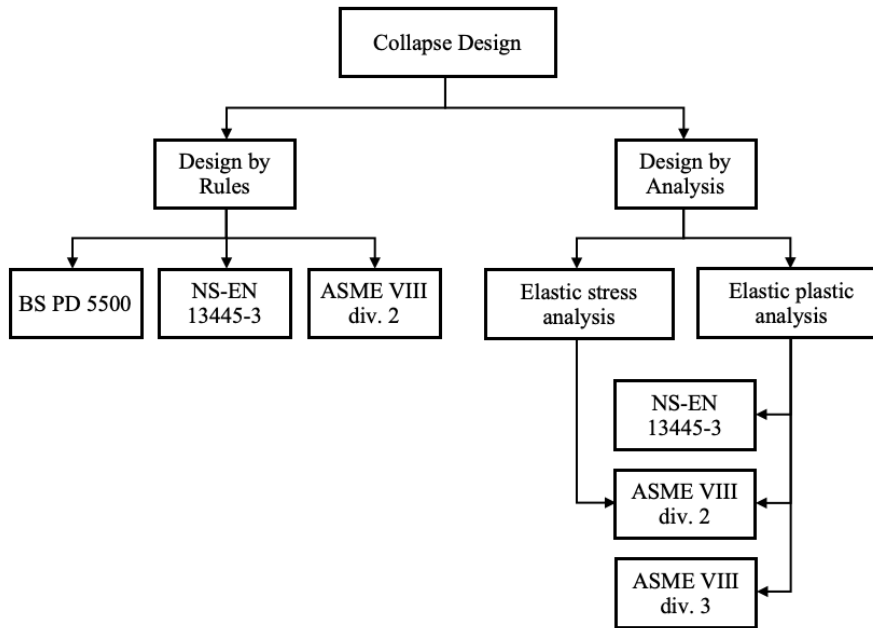 Collapse Design
Design by
Rules
Design by
Analysis
BS PD 5500
NS-EN
13445-3
ASME VIII
div. 2
Elastic stress
analysis
Elastic plastic
analysis
NS-EN
13445-3
ASME VIII
div. 2
ASME VIII
div. 3